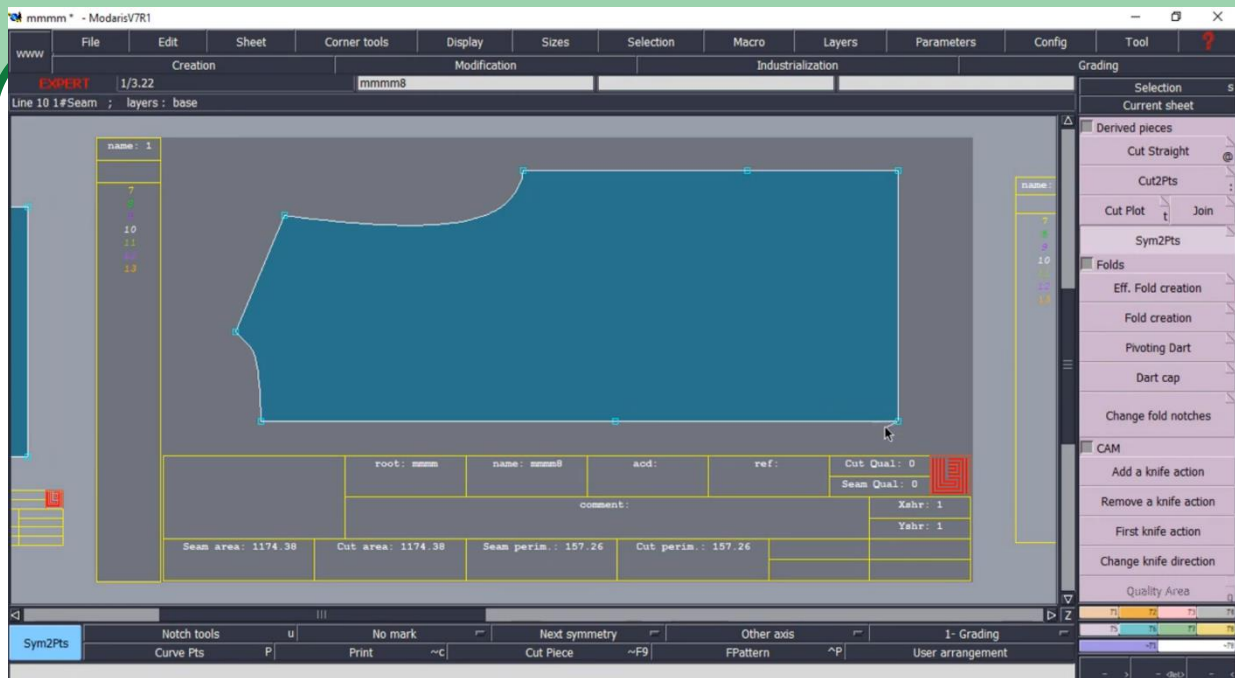 mmmm * - ModarisV7R1
www File Edit Sheet Corner tools Display Sizes Selection Macro Layers Parameters Config Tool ?
Creation Modification Industrialization Grading
EXPERT 1/3.22 mmmm8
Selection s
Line 10 1#Seam ; layers : base
Current sheet
Derived pieces
Cut Straight @
Cut2Pts :
Cut Plot t Join
Sym2Pts
Folds
Eff. Fold creation
Fold creation
Pivoting Dart
Dart cap
Change fold notches
CAM
Add a knife action
Remove a knife action
First knife action
Change knife direction
Quality Area q
name: 1
7
8
9
10
11
12
13
name:
7
8
9
10
11
12
13
root: mmmm name: mmmm8 acd: ref: Cut Qual: 0
Seam Qual: 0
comment: Xshr: 1
Yshr: 1
Seam area: 1174.38 Cut area: 1174.38 Seam perim.: 157.26 Cut perim.: 157.26
Z
Sym2Pts Notch tools u No mark Next symmetry Other axis 1- Grading
Curve Pts P Print ~c Cut Piece ~F9 FPattern ^P User arrangement